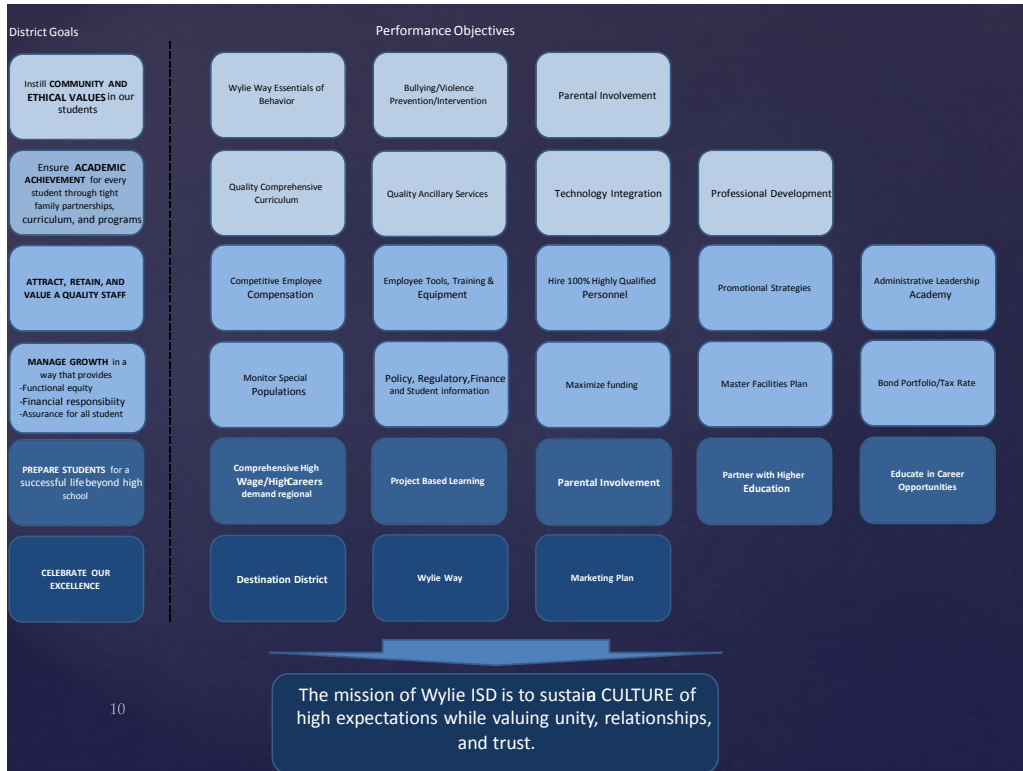 District Goals
Performance Objectives
Instill COMMUNITY AND
ETHICAL VALUES in our
students
Wylie Way Essentials of
Behavior
Bullying/Violence
Prevention/Intervention
Parental Involvement
Ensure ACADEMIC
ACHIEVEMENT for every
student through tight
family partnerships,
curriculum, and programs
Quality Comprehensive
Curriculum
Quality Ancillary Services
Technology Integration
Professional Development
ATTRACT, RETAIN, AND
VALUE A QUALITY STAFF
Competitive Employee
Compensation
Employee Tools, Training &
Equipment
Hire 100% Highly Qualified
Personnel
Promotional Strategies
Administrative Leadership
Academy
MANAGE GROWTH in a
way that provides
-Functional equity
-Financial responsibiity
-Assurance for all student
Monitor Special
Populations
Policy, Regulatory,Finance
and Student information
Maximize funding
Master Facilities Plan
Bond Portfolio/Tax Rate
PREPARE STUDENTS for a
successful life beyond high
school
Comprehensive High
Wage/HighCareers
demand regional
Project Based Learning
Parental Involvement
Partner with Higher
Education
Educate in Career
Opportunities
CELEBRATE OUR
EXCELLENCE
Destination District
Wylie Way
Marketing Plan
The mission of Wylie ISD is to sustain a CULTURE of
high expectations while valuing unity, relationships,
and trust.
10